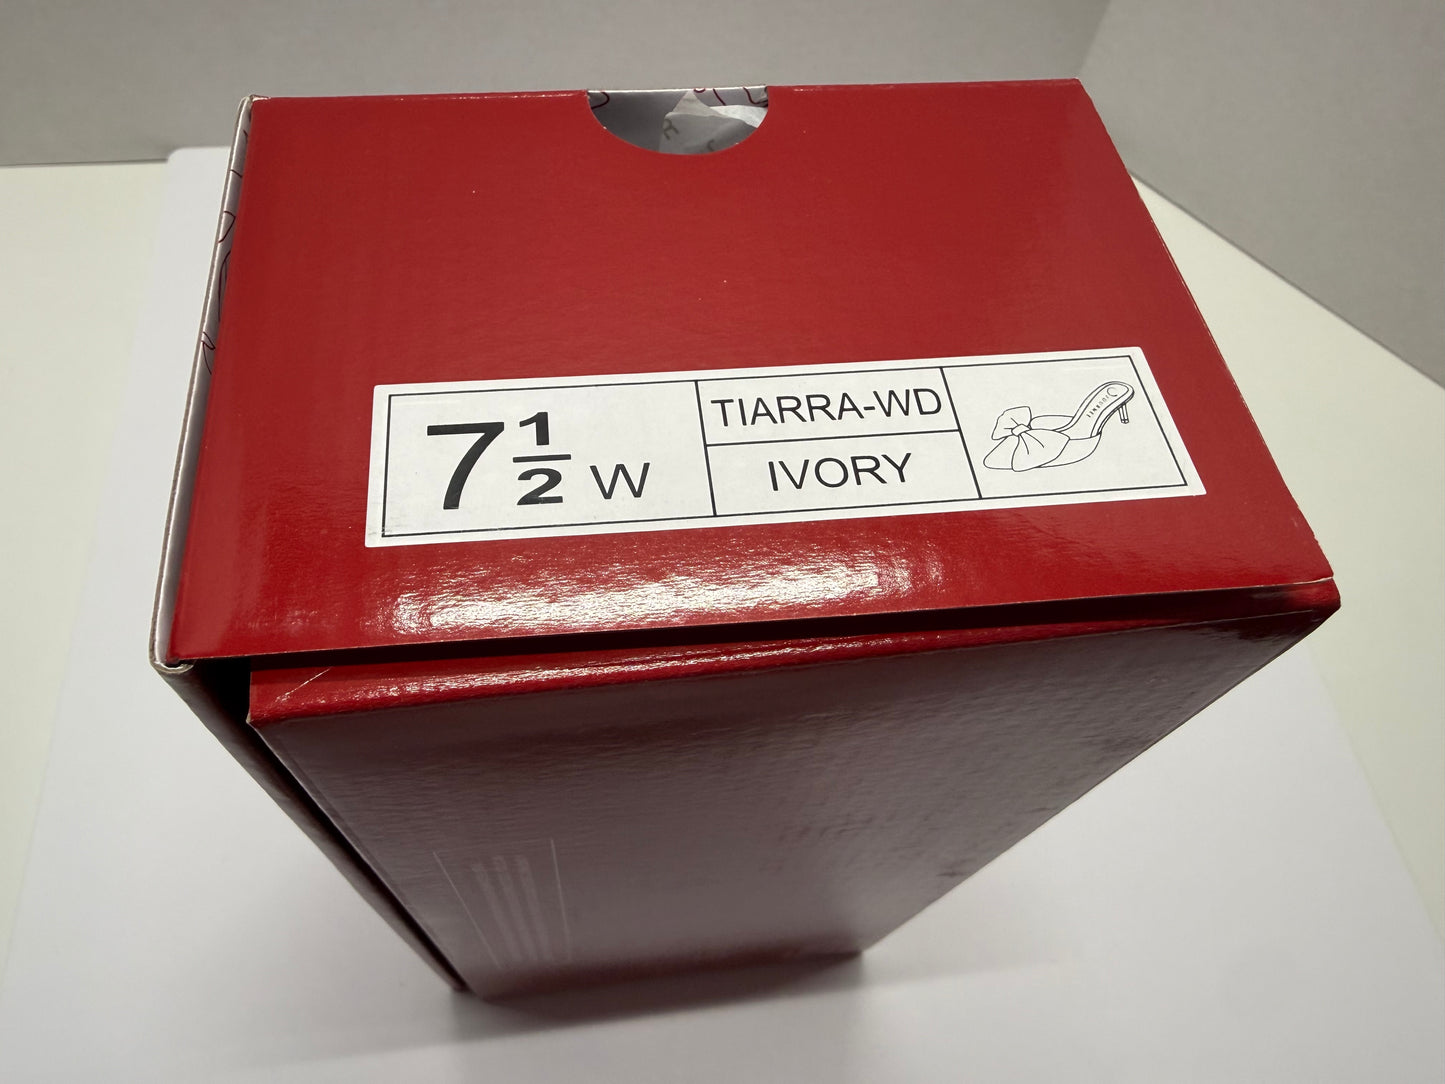 7 1/2 W
TIARRA-WD
IVORY